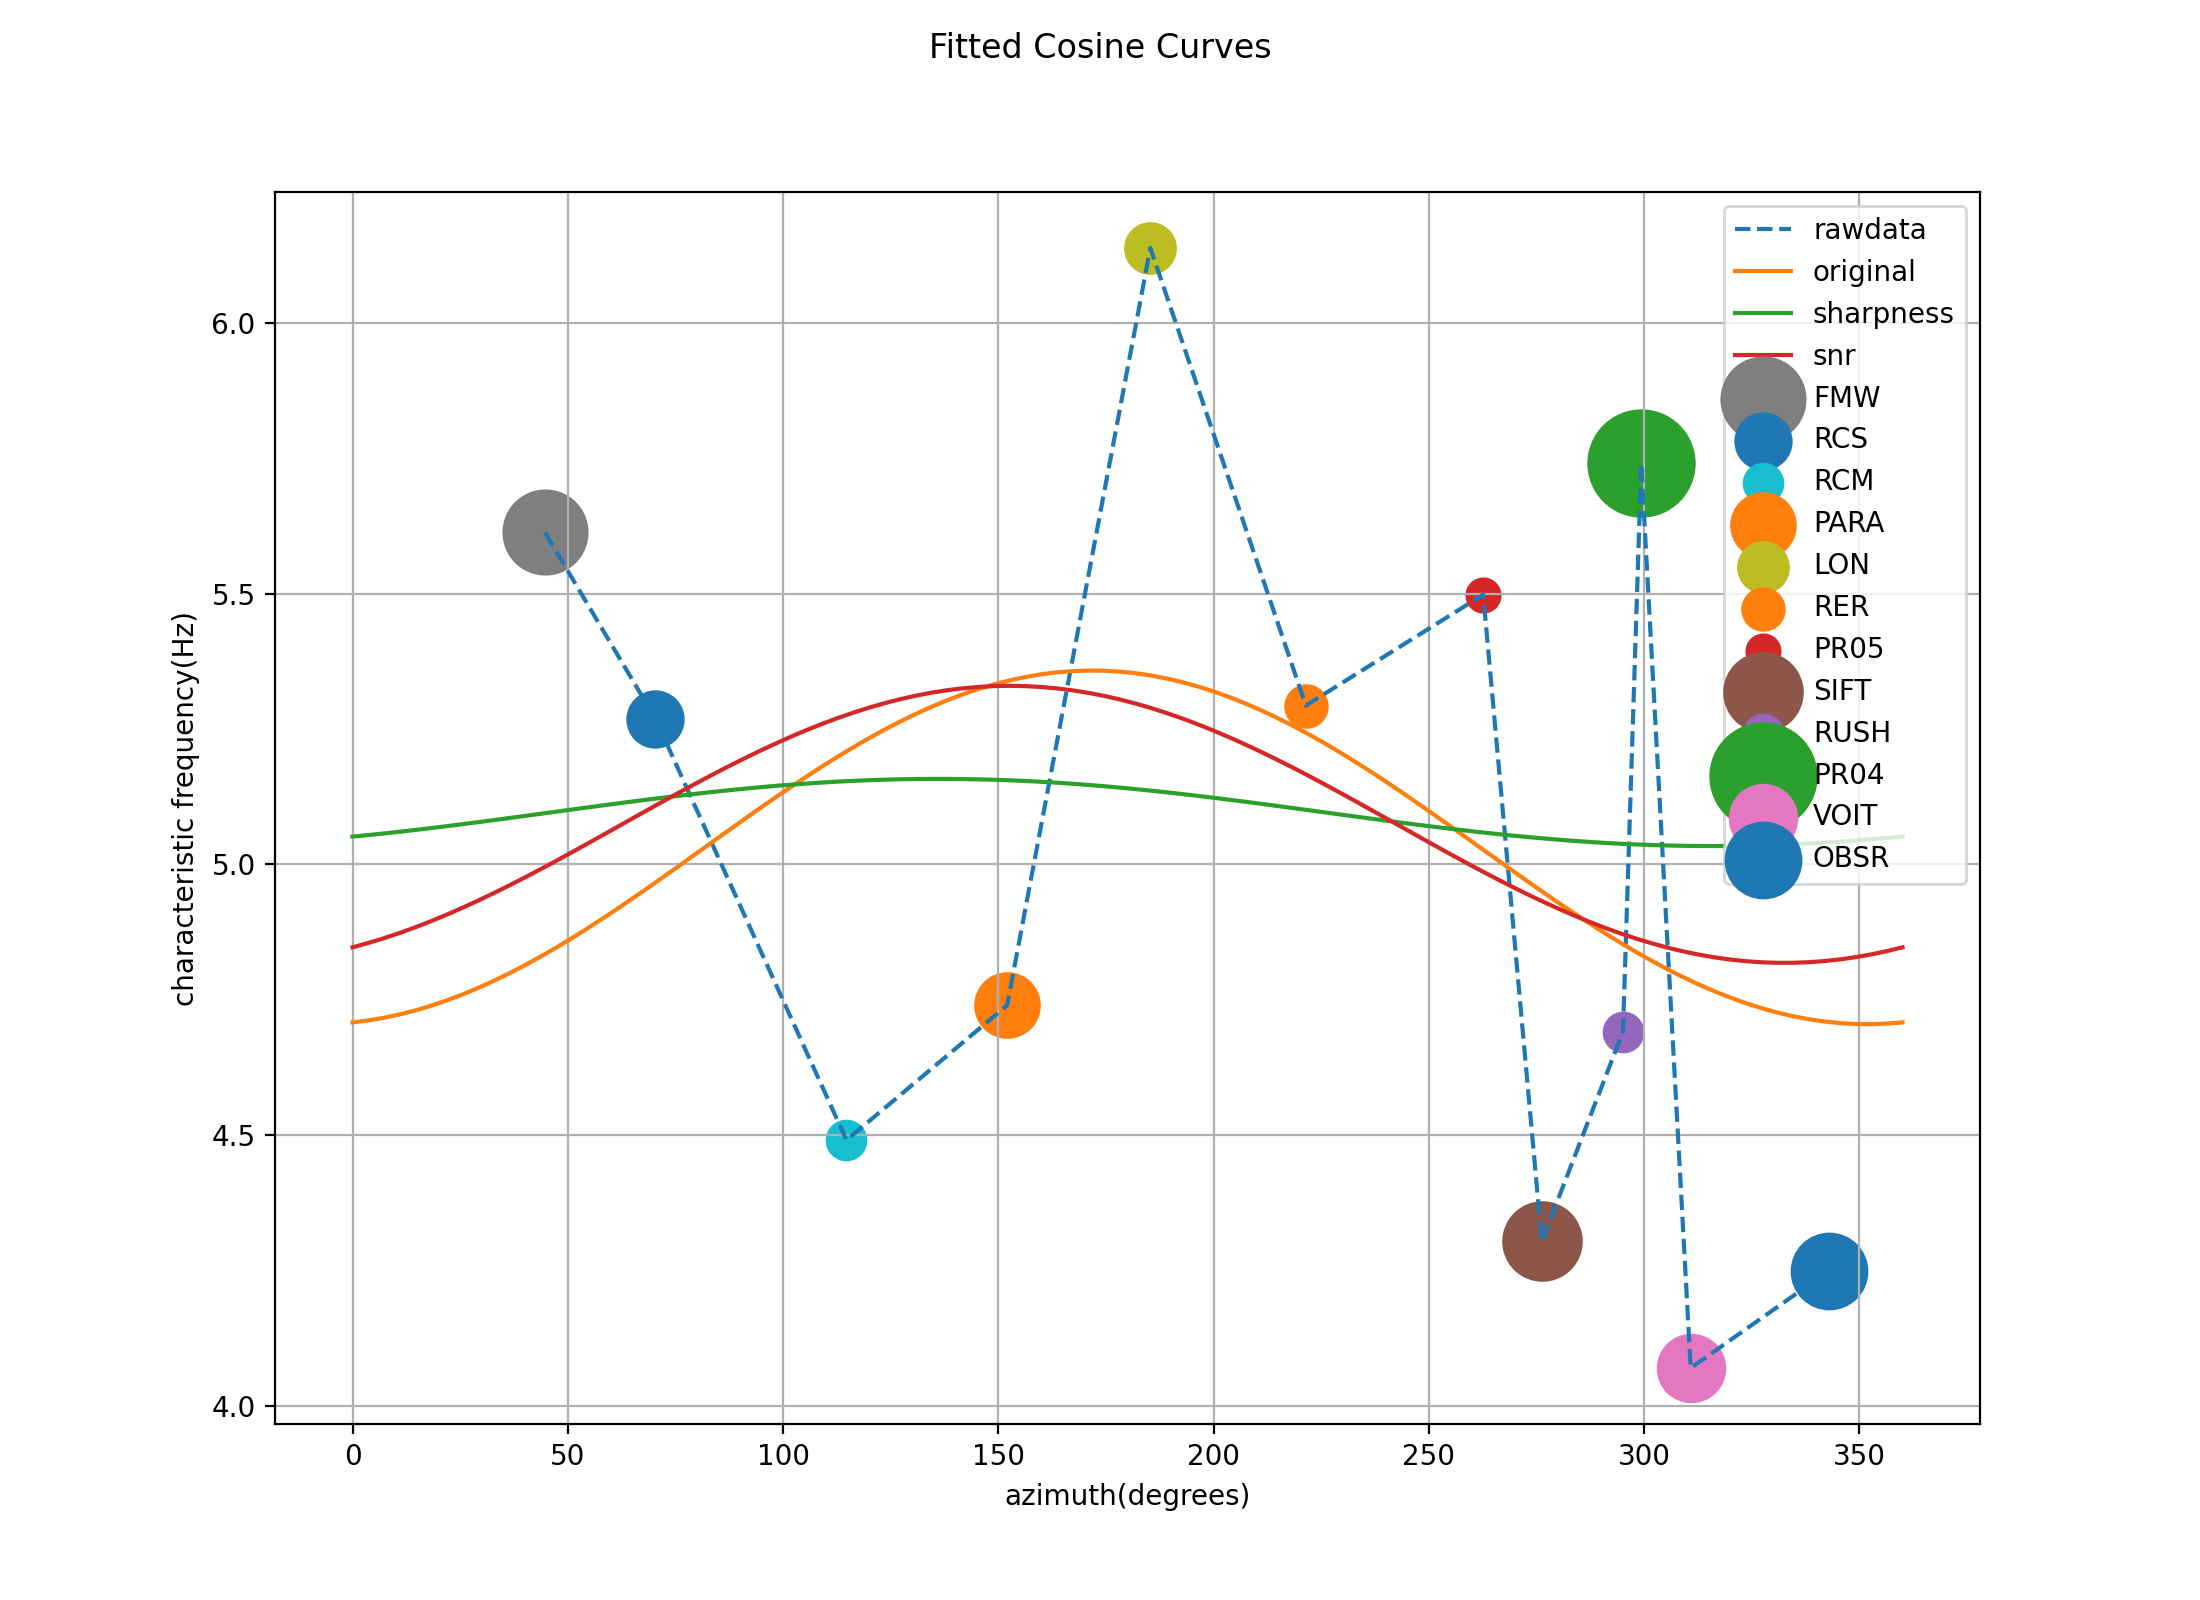 Fitted Cosine Curves
rawdata
original
sharpness
snr
FMW
RCS
RCM
PARA
LON
RER
PR05
SIFT
RUSH
PR04
VOIT
OBSR
characteristic frequency(Hz)
6.0
5.5
5.0
4.5
4.0
0 50 100 150 200 250 300 350
azimuth(degrees)